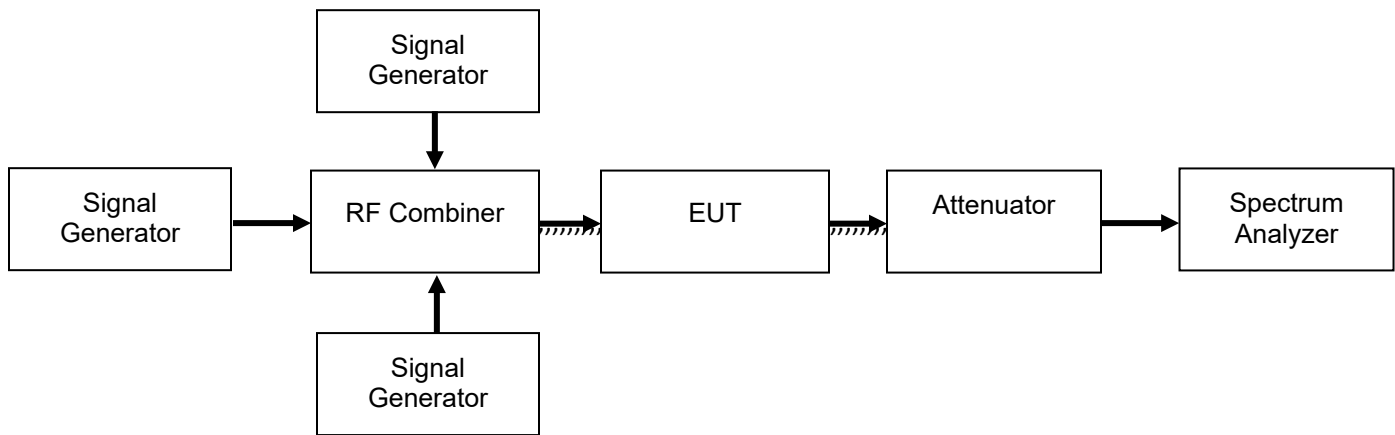 Signal
Generator
Signal
Generator
RF Combiner
EUT
Attenuator
Spectrum
Analyzer
Signal
Generator